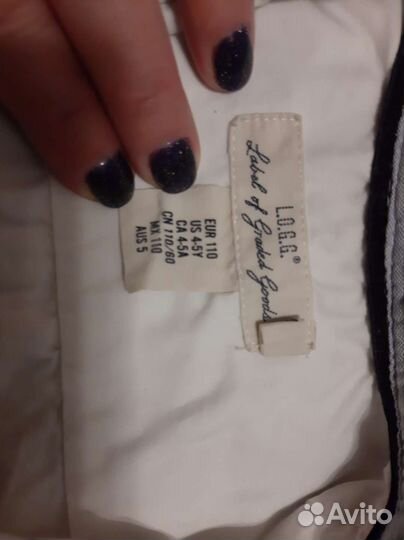 L.O.G.G.®
Label of Graded Goods
EUR 110
US 4-5Y
CA 4-5A
CN 110/60
MX 110
AUS 5
Avito